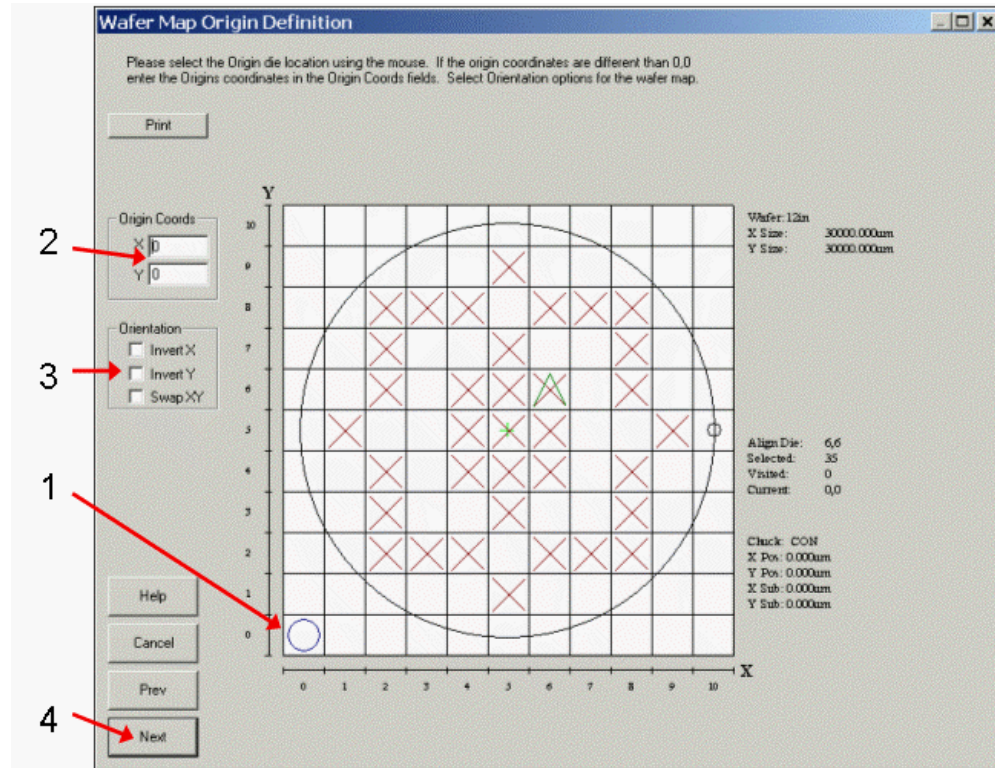 Wafer Map Origin Definition
Please select the Origin die location using the mouse. If the origin coordinates are different than 0,0
enter the Origins coordinates in the Origin Coords fields. Select Orientation options for the wafer map.
Print
Origin Coords
X 0
Y 0
2
Orientation
Invert X
Invert Y
Swap XY
3
1
Help
Cancel
Prev
Next
4
Y
10
9
8
7
6
5
4
3
2
1
0
0 1 2 3 4 5 6 7 8 9 10
X
Wafer: 12in
X Size: 30000.000um
Y Size: 30000.000um
Align Die: 6,6
Selected: 35
Visited: 0
Current: 0,0
Chuck: CON
X Pos: 0.000um
Y Pos: 0.000um
X Sub: 0.000um
Y Sub: 0.000um